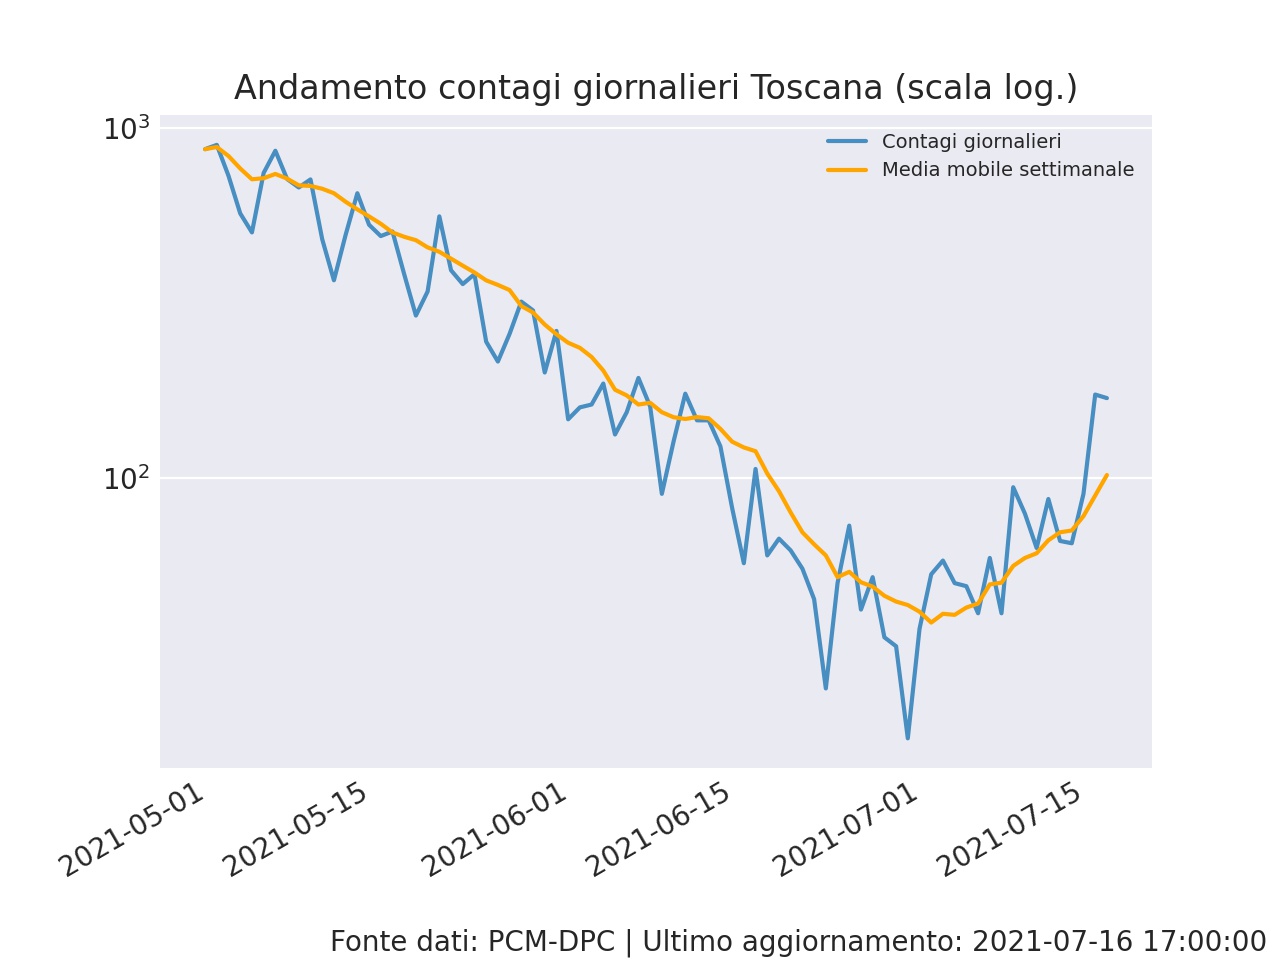 Andamento contagi giornalieri Toscana (scala log.)
10³
Contagi giornalieri
Media mobile settimanale
10²
2021-05-01
2021-05-15
2021-06-01
2021-06-15
2021-07-01
2021-07-15
Fonte dati: PCM-DPC | Ultimo aggiornamento: 2021-07-16 17:00:00